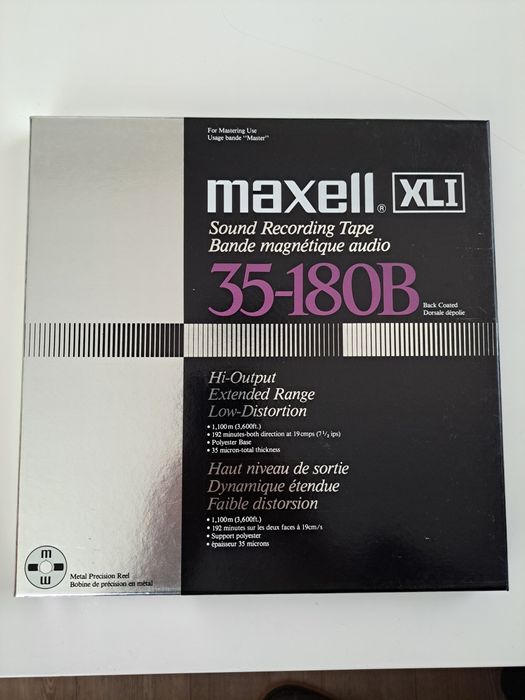 For Mastering Use
Usage bande "Master"
maxell® XLI
Sound Recording Tape
Bande magnétique audio
35-180B
Back Coated
Dorsale dépolie
Hi-Output
Extended Range
Low-Distortion
• 1,100m (3,600ft.)
• 192 minutes-both direction at 19cmps (7 1/2 ips)
• Polyester Base
• 35 micron-total thickness
Haut niveau de sortie
Dynamique étendue
Faible distorsion
• 1,100m (3,600ft.)
• 192 minutes sur les deux faces à 19cm/s
• Support polyester
• épaisseur 35 microns
m
m
Metal Precision Reel
Bobine de précision en métal